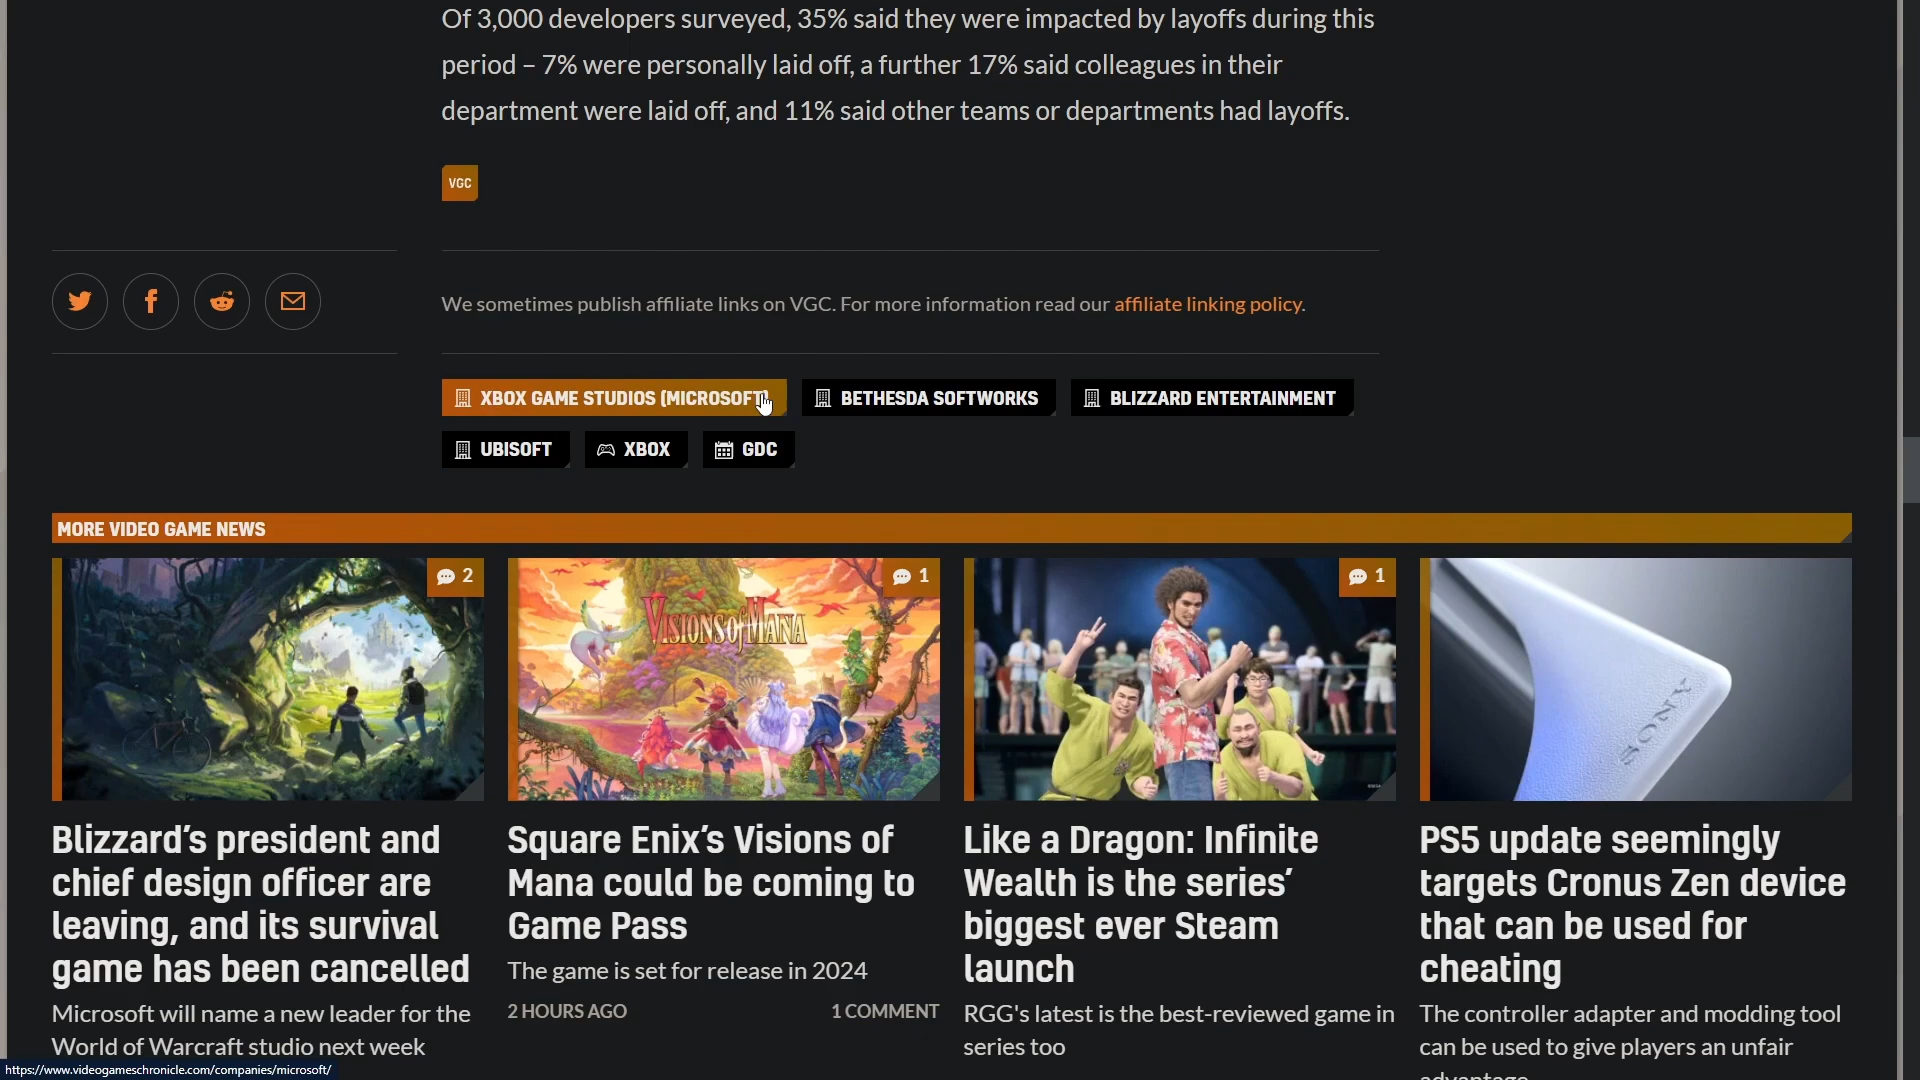 Of 3,000 developers surveyed, 35% said they were impacted by layoffs during this
period – 7% were personally laid off, a further 17% said colleagues in their
department were laid off, and 11% said other teams or departments had layoffs.
VGC
We sometimes publish affiliate links on VGC. For more information read our affiliate linking policy.
XBOX GAME STUDIOS (MICROSOFT)
BETHESDA SOFTWORKS
BLIZZARD ENTERTAINMENT
UBISOFT
XBOX
GDC
MORE VIDEO GAME NEWS
2
VISIONS of MANA
1
1
SONY
Blizzard’s president and
chief design officer are
leaving, and its survival
game has been cancelled
Microsoft will name a new leader for the
World of Warcraft studio next week
Square Enix’s Visions of
Mana could be coming to
Game Pass
The game is set for release in 2024
2 HOURS AGO
1 COMMENT
Like a Dragon: Infinite
Wealth is the series’
biggest ever Steam
launch
RGG's latest is the best-reviewed game in
series too
PS5 update seemingly
targets Cronus Zen device
that can be used for
cheating
The controller adapter and modding tool
can be used to give players an unfair
advantage
https://www.videogameschronicle.com/companies/microsoft/